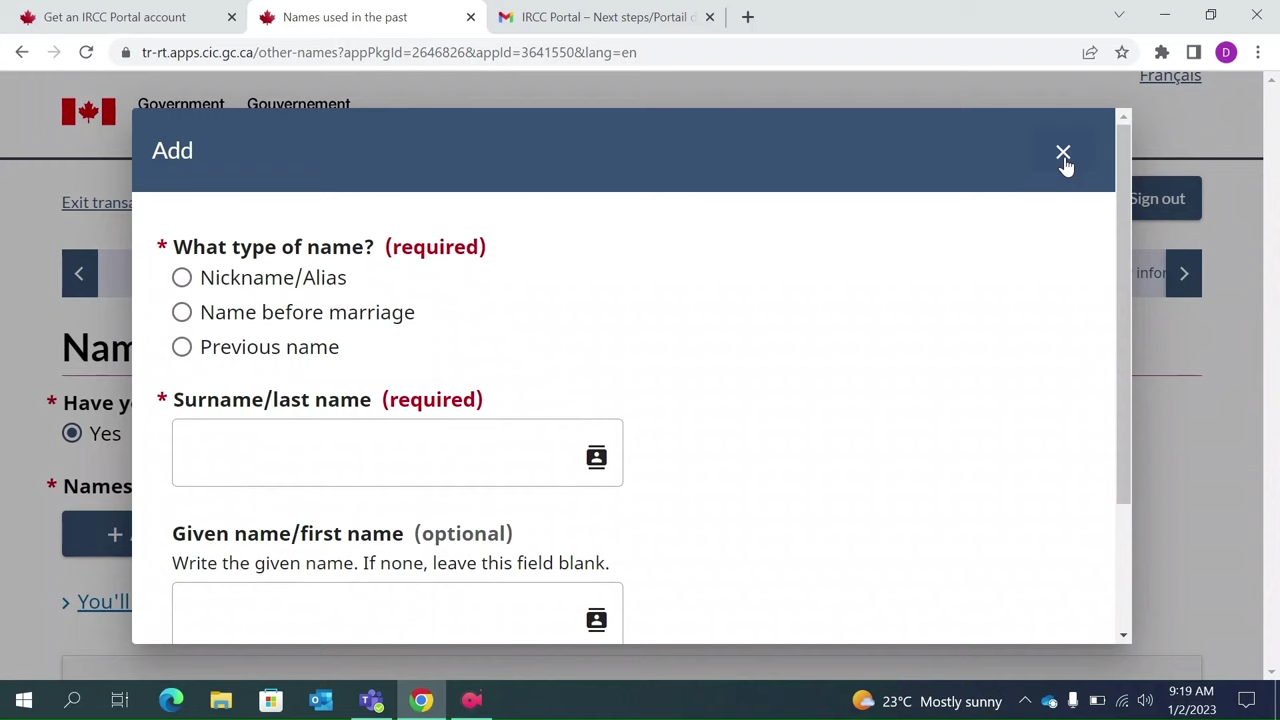 Get an IRCC Portal account
Names used in the past
IRCC Portal – Next steps/Portail d
tr-rt.apps.cic.gc.ca/other-names?appPkgId=2646826&appId=3641550&lang=en
D
Français
Government Gouvernement
Add
Exit transa
Sign out
* What type of name? (required)
Nickname/Alias
infor
Name before marriage
Nam
Previous name
* Have yo
* Surname/last name (required)
Yes
* Names
Given name/first name (optional)
Write the given name. If none, leave this field blank.
You'll
23°C Mostly sunny
9:19 AM
1/2/2023